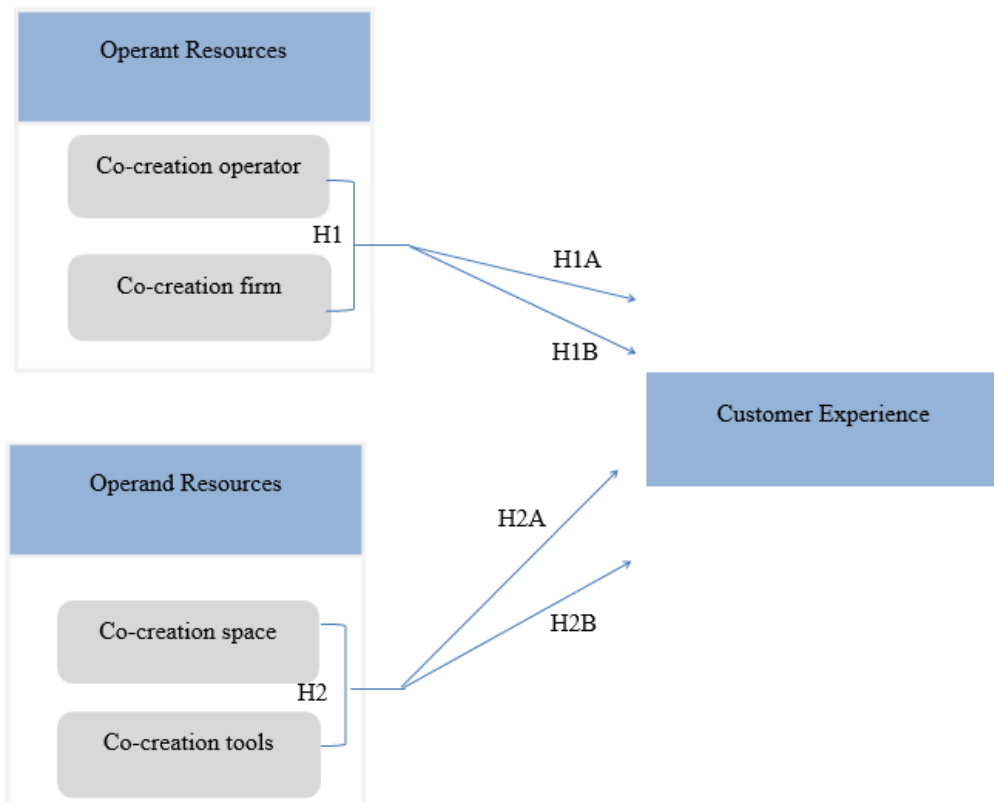 Operant Resources
Co-creation operator
H1
Co-creation firm
H1A
H1B
Customer Experience
Operand Resources
H2A
H2B
Co-creation space
H2
Co-creation tools